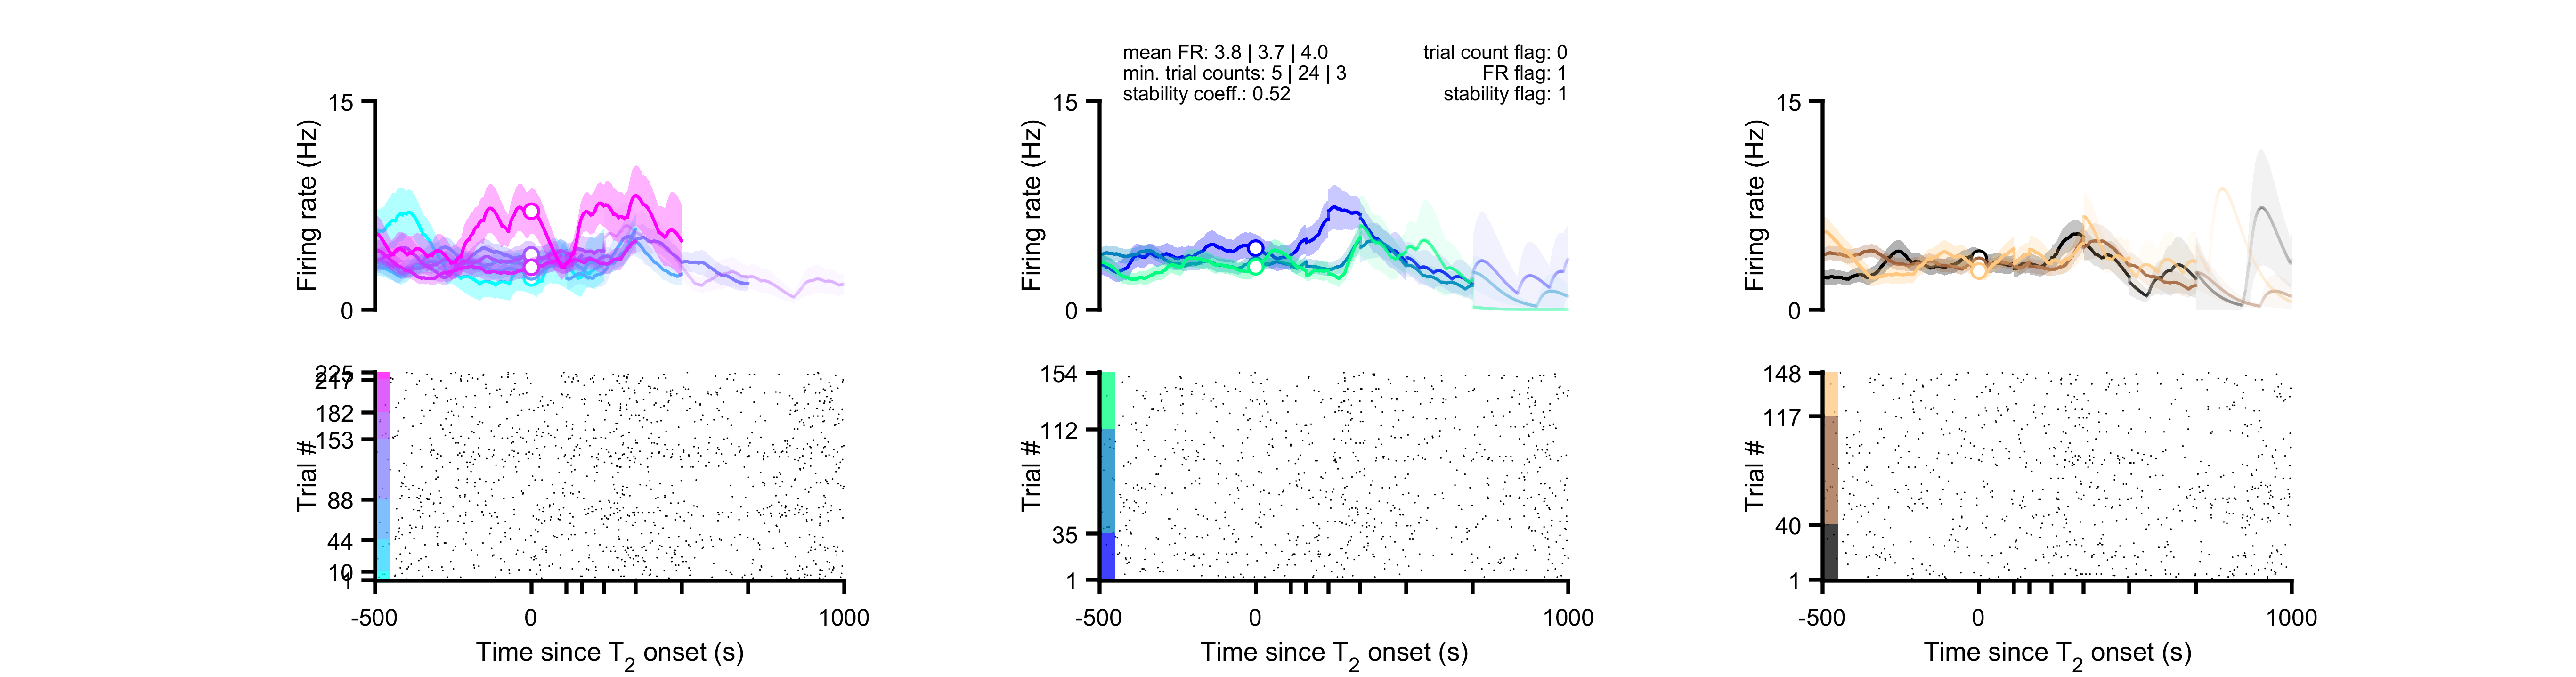 mean FR: 3.8 | 3.7 | 4.0
min. trial counts: 5 | 24 | 3
stability coeff.: 0.52
trial count flag: 0
FR flag: 1
stability flag: 1
15
Firing rate (Hz)
0
15
Firing rate (Hz)
0
15
Firing rate (Hz)
0
225
182
153
88
44
10
1
Trial #
-500
0
1000
Time since T2 onset (s)
154
112
35
1
Trial #
-500
0
1000
Time since T2 onset (s)
148
117
40
1
Trial #
-500
0
1000
Time since T2 onset (s)